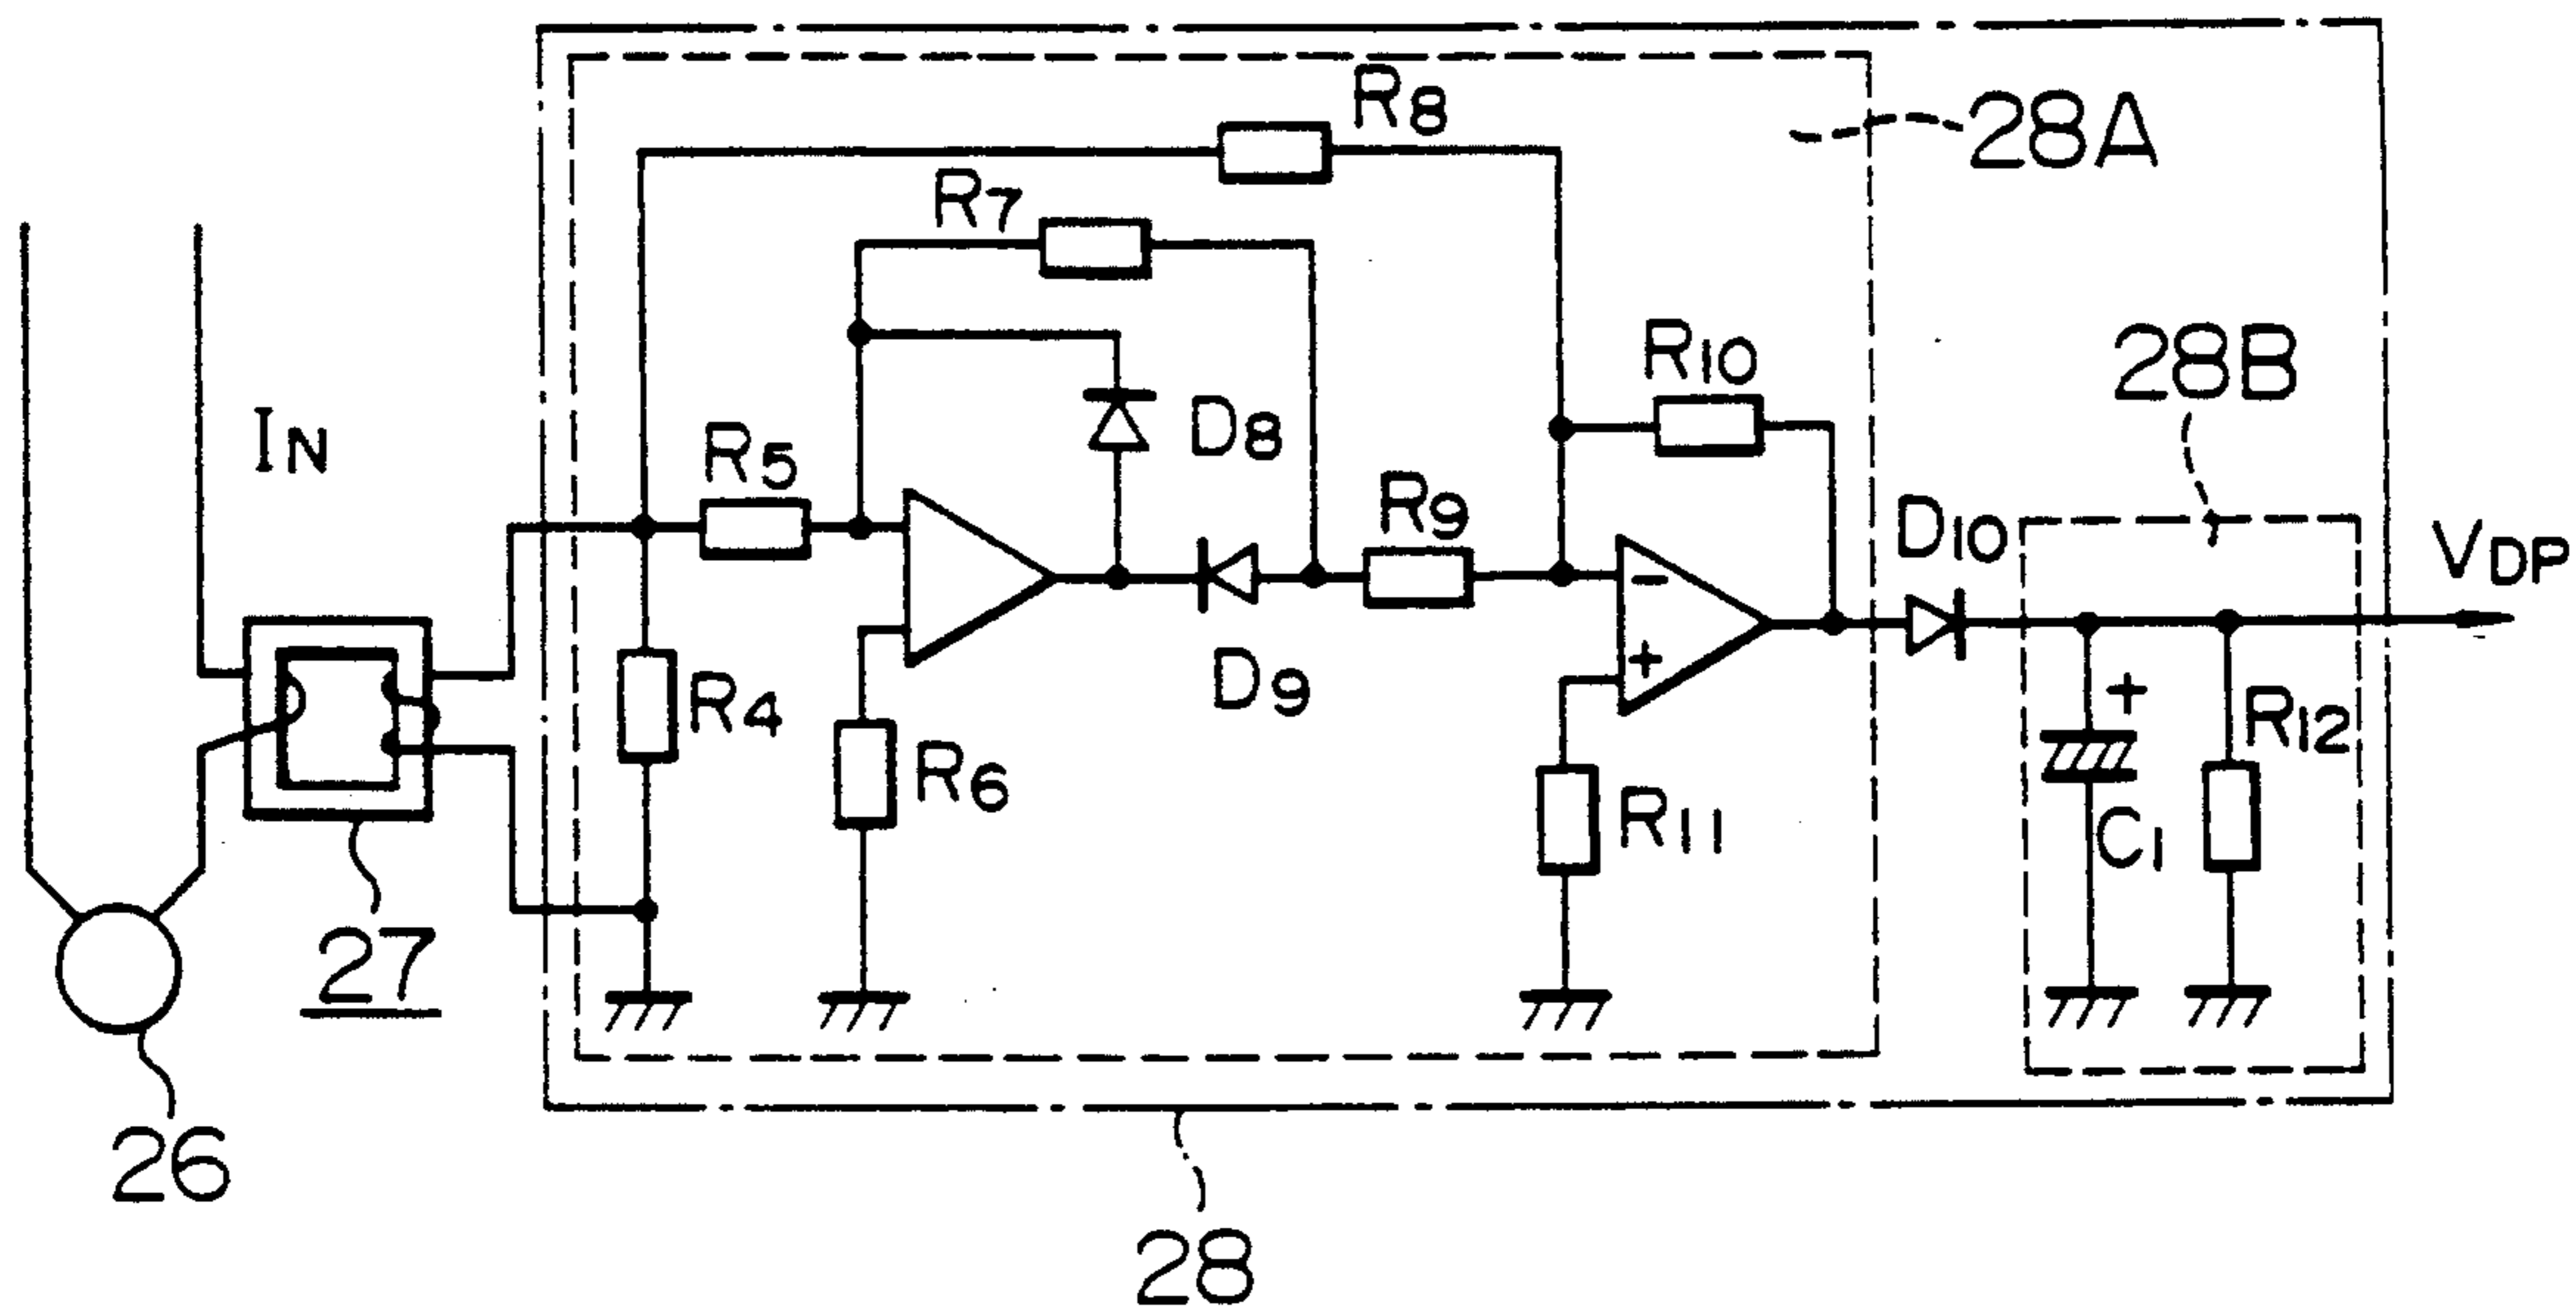 R8
28A
R7
R10
28B
IN
D8
R5
R9
D10
VDP
−
+
D9
R4
R6
+
R12
R11
C1
27
26
28